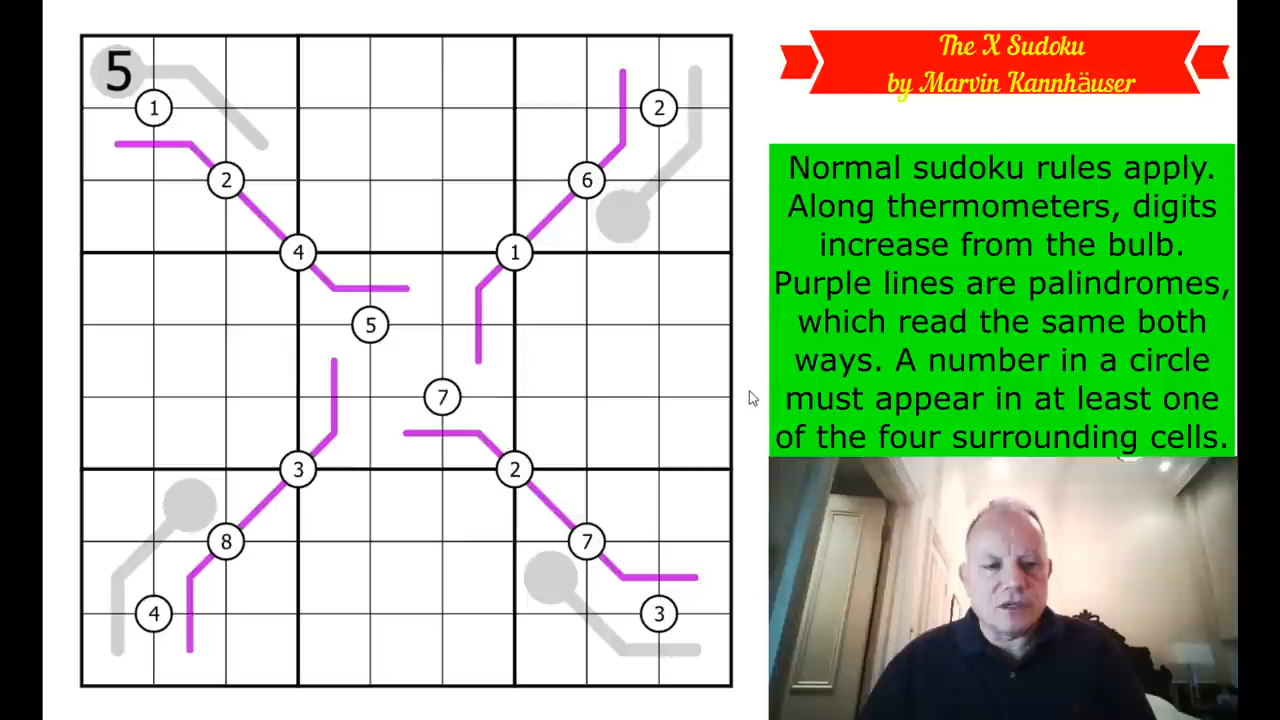 The X Sudoku
by Marvin Kannhäuser
5
1
2
2
6
4
1
5
7
3
2
8
7
4
3
Normal sudoku rules apply.
Along thermometers, digits
increase from the bulb.
Purple lines are palindromes,
which read the same both
ways. A number in a circle
must appear in at least one
of the four surrounding cells.